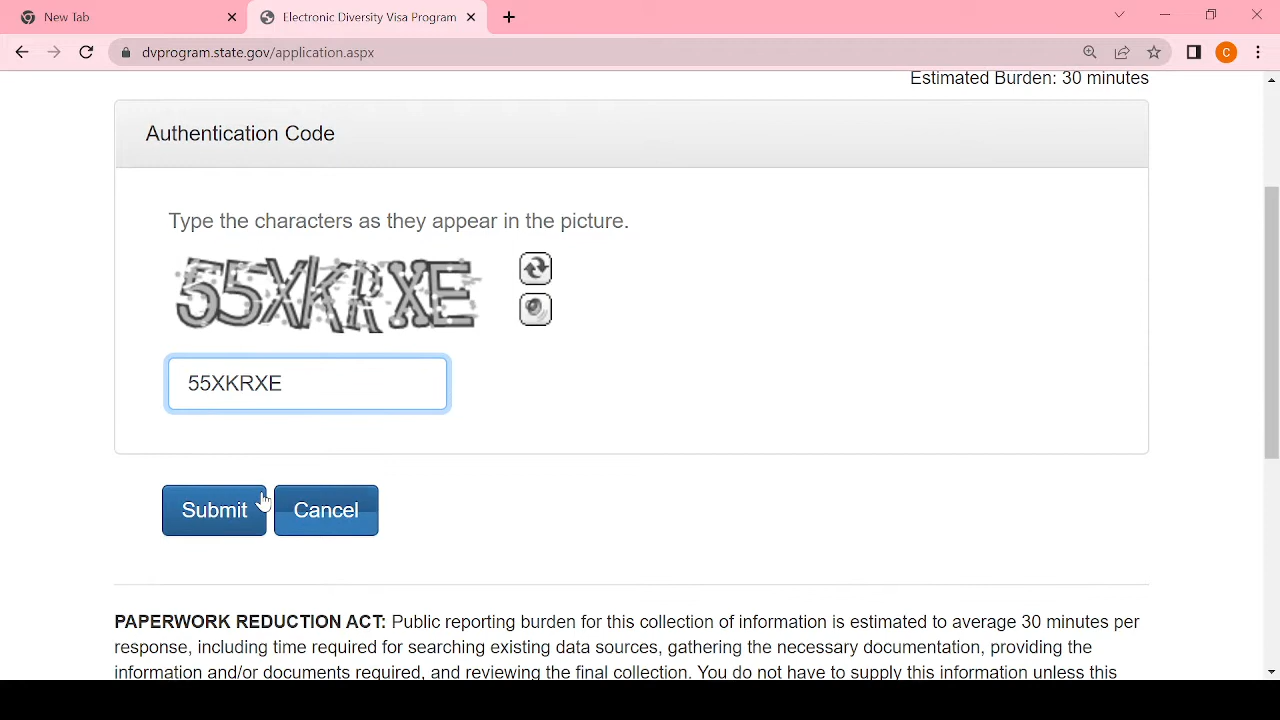 New Tab
Electronic Diversity Visa Program
dvprogram.state.gov/application.aspx
C
Estimated Burden: 30 minutes
Authentication Code
Type the characters as they appear in the picture.
55XKRXE
55XKRXE
Submit Cancel
PAPERWORK REDUCTION ACT: Public reporting burden for this collection of information is estimated to average 30 minutes per
response, including time required for searching existing data sources, gathering the necessary documentation, providing the
information and/or documents required, and reviewing the final collection. You do not have to supply this information unless this